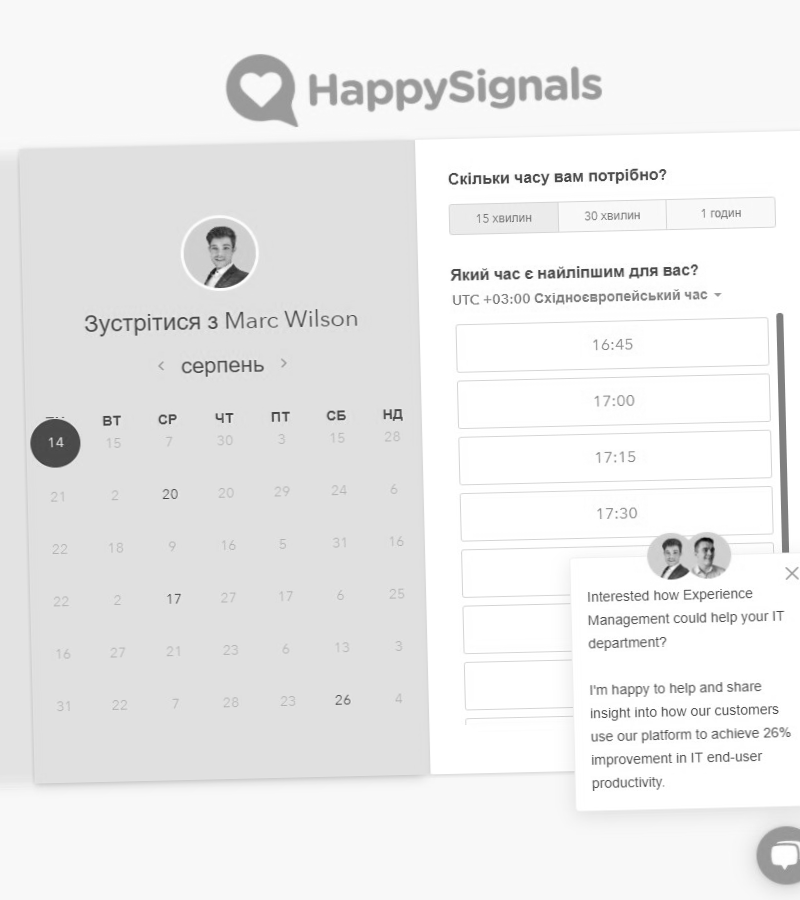 HappySignals
Зустрітися з Marc Wilson
серпень
ВТ СР ЧТ ПТ СБ НД
14 15 7 30 3 15 28
21 2 20 20 29 24 6
22 18 9 16 5 31 16
22 2 17 27 17 6 25
16 27 21 23 6 13 3
31 22 7 28 23 26 4
Скільки часу вам потрібно?
15 хвилин 30 хвилин 1 годин
Який час є найліпшим для вас?
UTC +03:00 Східноєвропейський час
16:45
17:00
17:15
17:30
Interested how Experience
Management could help your IT
department?
I'm happy to help and share
insight into how our customers
use our platform to achieve 26%
improvement in IT end-user
productivity.